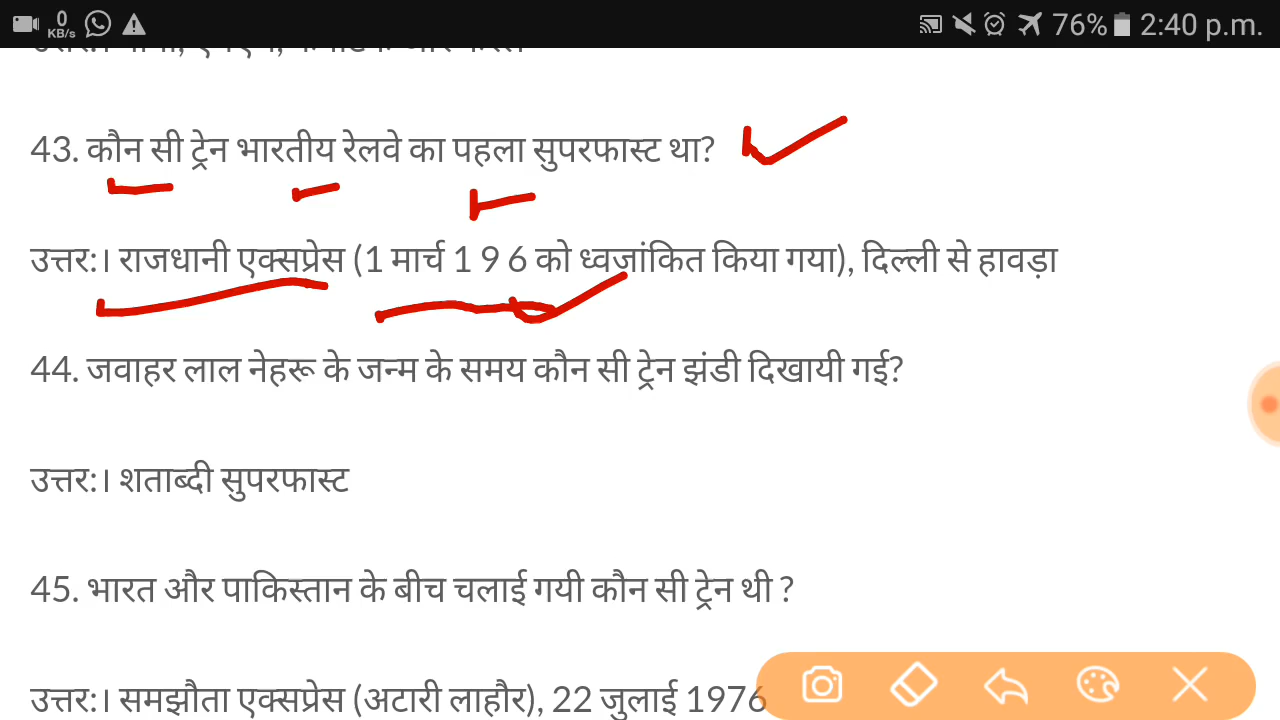 0
KB/s
76% 2:40 p.m.
43. कौन सी ट्रेन भारतीय रेलवे का पहला सुपरफास्ट था?
उत्तर:। राजधानी एक्सप्रेस (1 मार्च 1 9 6 को ध्वजांकित किया गया), दिल्ली से हावड़ा
44. जवाहर लाल नेहरू के जन्म के समय कौन सी ट्रेन झंडी दिखायी गई?
उत्तर:। शताब्दी सुपरफास्ट
45. भारत और पाकिस्तान के बीच चलाई गयी कौन सी ट्रेन थी ?
उत्तर:। समझौता एक्सप्रेस (अटारी लाहौर), 22 जुलाई 1976